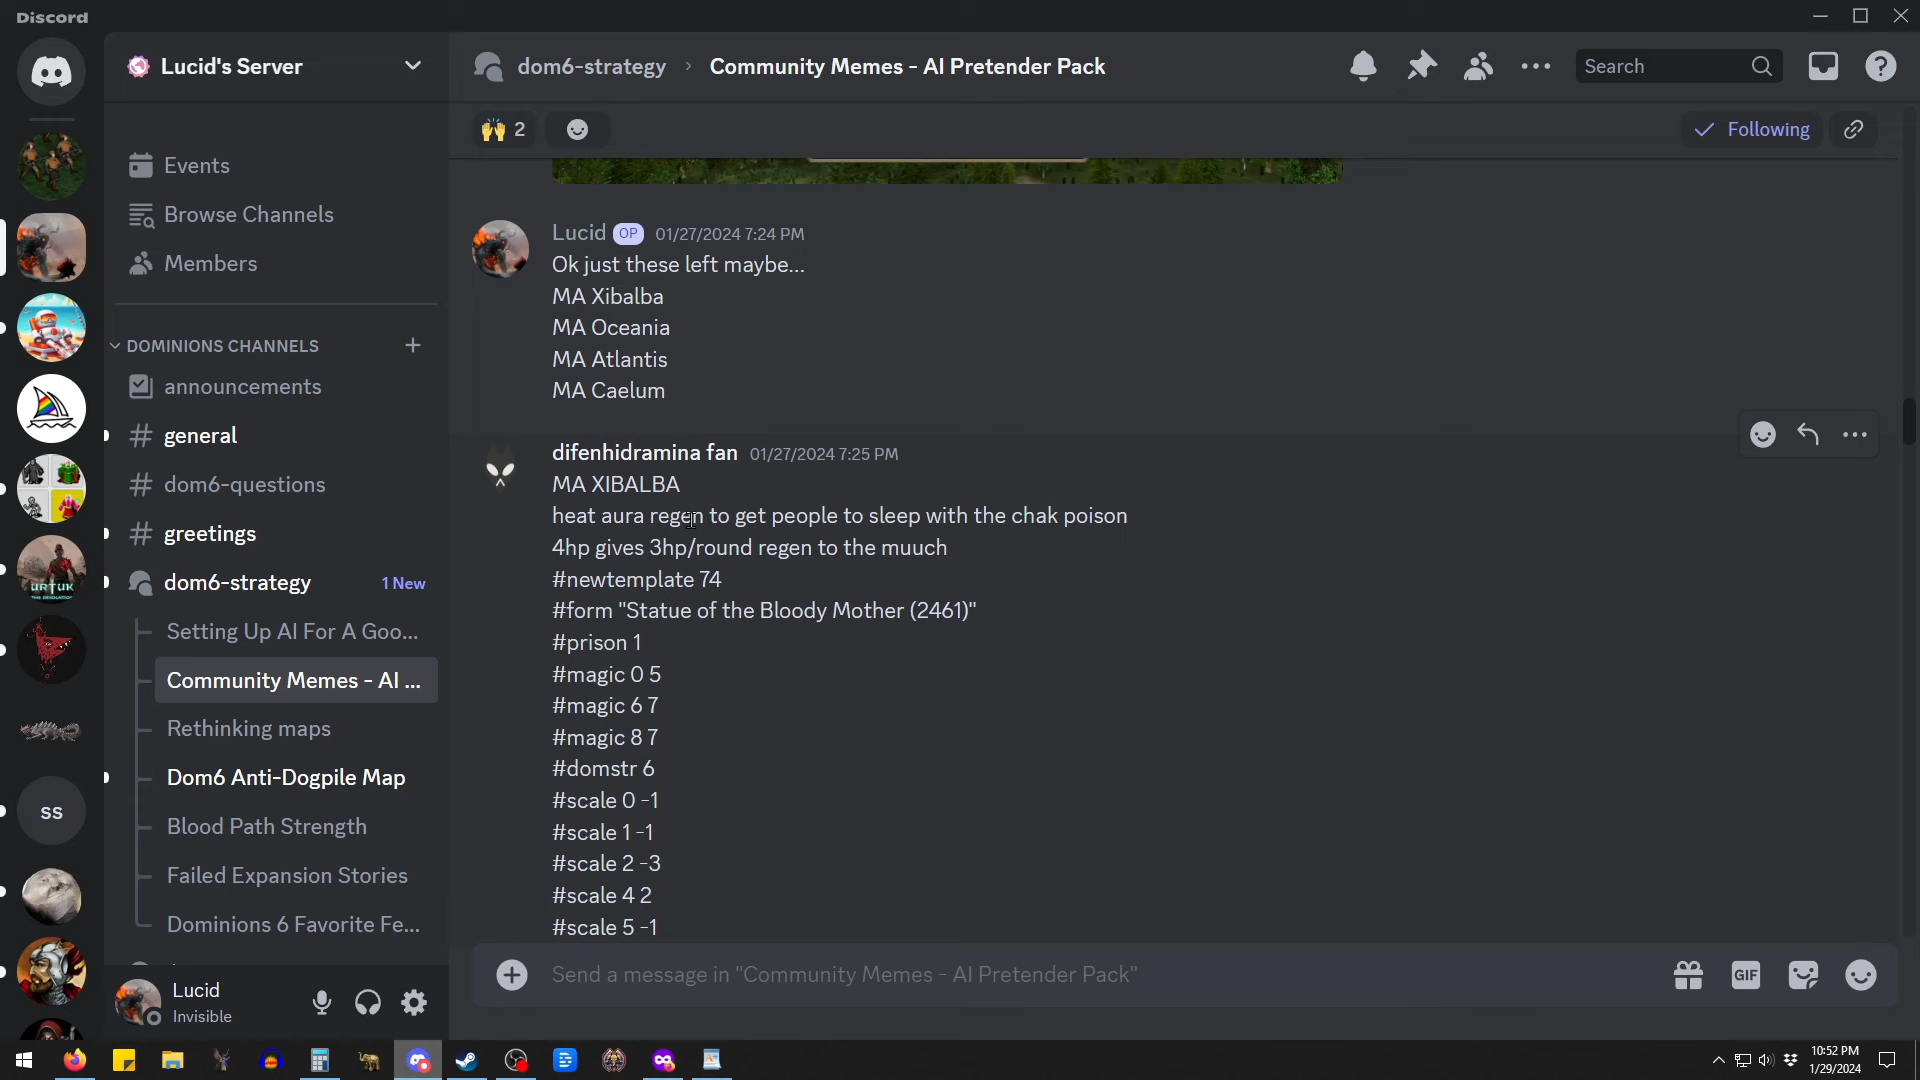 Discord
Lucid's Server
dom6-strategy
Community Memes - AI Pretender Pack
Search
2
Following
Events
Browse Channels
Members
DOMINIONS CHANNELS
announcements
general
dom6-questions
greetings
dom6-strategy
1 New
Setting Up AI For A Goo...
Community Memes - AI ...
Rethinking maps
Dom6 Anti-Dogpile Map
Blood Path Strength
Failed Expansion Stories
Dominions 6 Favorite Fe...
URTUK
SS
Lucid
Invisible
Lucid OP 01/27/2024 7:24 PM
Ok just these left maybe...
MA Xibalba
MA Oceania
MA Atlantis
MA Caelum
difenhidramina fan 01/27/2024 7:25 PM
MA XIBALBA
heat aura regen to get people to sleep with the chak poison
4hp gives 3hp/round regen to the muuch
#newtemplate 74
#form "Statue of the Bloody Mother (2461)"
#prison 1
#magic 0 5
#magic 6 7
#magic 8 7
#domstr 6
#scale 0 -1
#scale 1 -1
#scale 2 -3
#scale 4 2
#scale 5 -1
Send a message in "Community Memes - AI Pretender Pack"
GIF
10:52 PM
1/29/2024